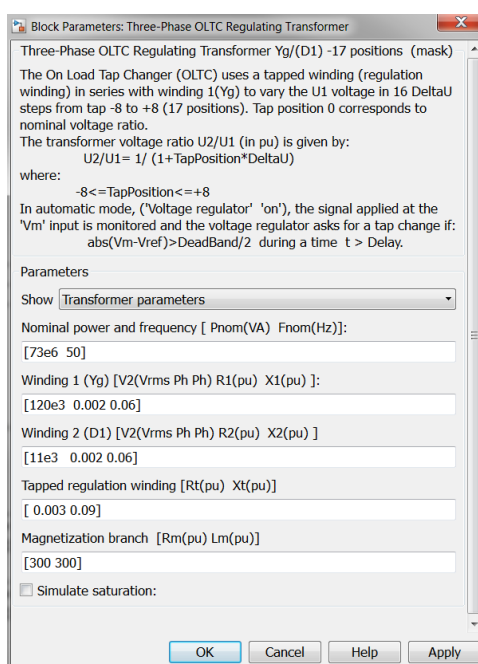 Block Parameters: Three-Phase OLTC Regulating Transformer
Three-Phase OLTC Regulating Transformer Yg/(D1) -17 positions (mask)
The On Load Tap Changer (OLTC) uses a tapped winding (regulation
winding) in series with winding 1(Yg) to vary the U1 voltage in 16 DeltaU
steps from tap -8 to +8 (17 positions). Tap position 0 corresponds to
nominal voltage ratio.
The transformer voltage ratio U2/U1 (in pu) is given by:
U2/U1= 1/ (1+TapPosition*DeltaU)
where:
-8<=TapPosition<=+8
In automatic mode, ('Voltage regulator' 'on'), the signal applied at the
'Vm' input is monitored and the voltage regulator asks for a tap change if:
abs(Vm-Vref)>DeadBand/2 during a time t > Delay.
Parameters
Show Transformer parameters
Nominal power and frequency [ Pnom(VA) Fnom(Hz)]:
[73e6 50]
Winding 1 (Yg) [V2(Vrms Ph Ph) R1(pu) X1(pu) ]:
[120e3 0.002 0.06]
Winding 2 (D1) [V2(Vrms Ph Ph) R2(pu) X2(pu) ]
[11e3 0.002 0.06]
Tapped regulation winding [Rt(pu) Xt(pu)]
[ 0.003 0.09]
Magnetization branch [Rm(pu) Lm(pu)]
[300 300]
Simulate saturation:
OK Cancel Help Apply